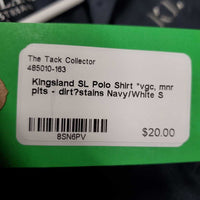 The Tack Collector
485010-163
Kingsland SL Polo Shirt *vgc, mnr
pits - dirt?stains Navy/White S
$20.00
8SN6PV